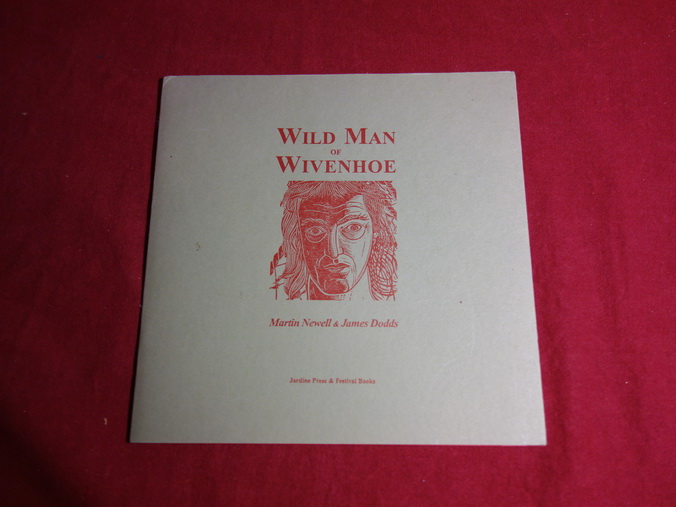 WILD MAN
OF
WIVENHOE
Martin Newell & James Dodds
Jardine Press & Festival Books